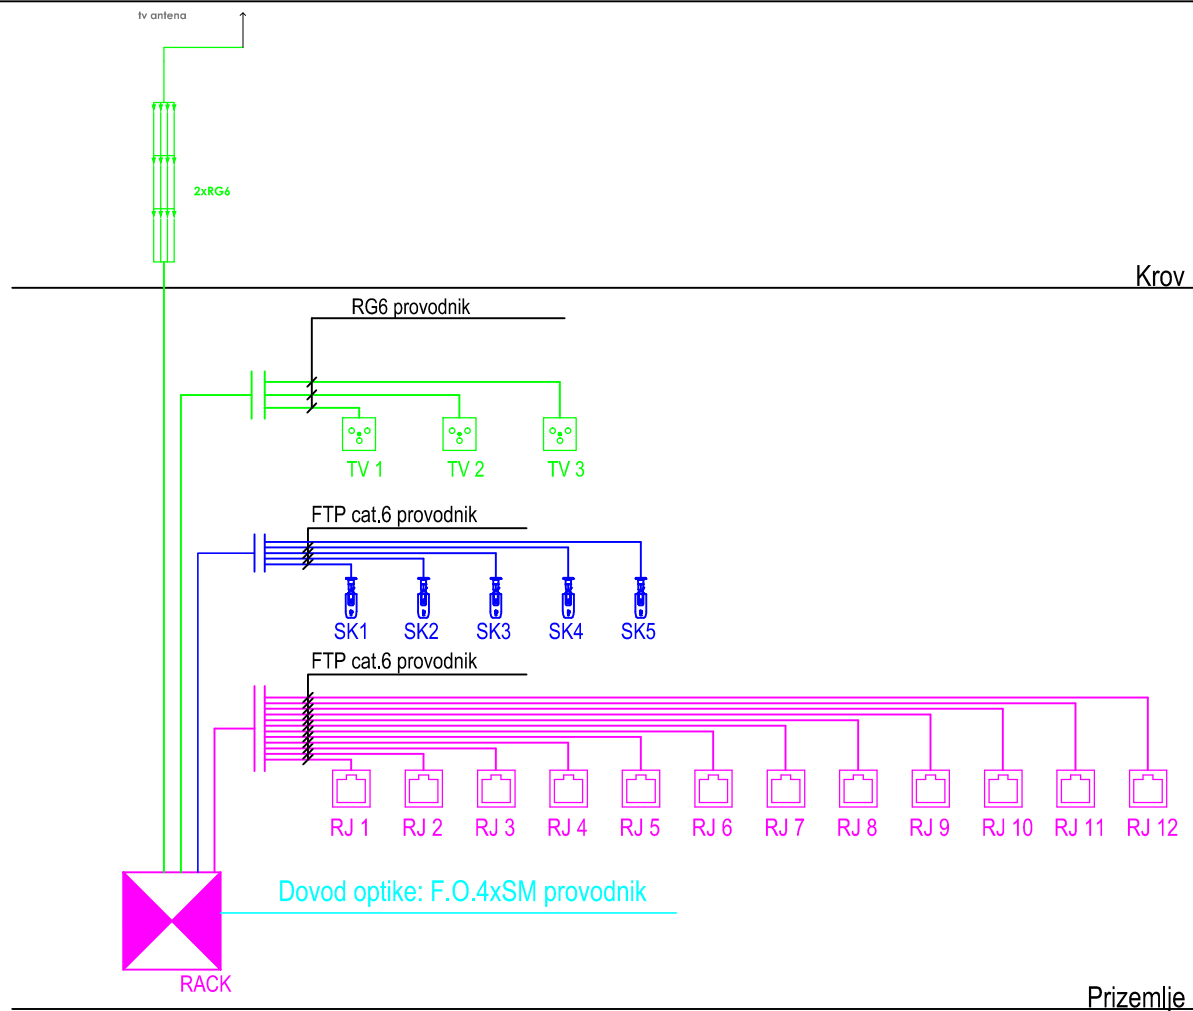 tv antena
2xRG6
Krov
RG6 provodnik
TV 1 TV 2 TV 3
FTP cat.6 provodnik
SK1 SK2 SK3 SK4 SK5
FTP cat.6 provodnik
RJ 1 RJ 2 RJ 3 RJ 4 RJ 5 RJ 6 RJ 7 RJ 8 RJ 9 RJ 10 RJ 11 RJ 12
Dovod optike: F.O.4xSM provodnik
RACK
Prizemlje